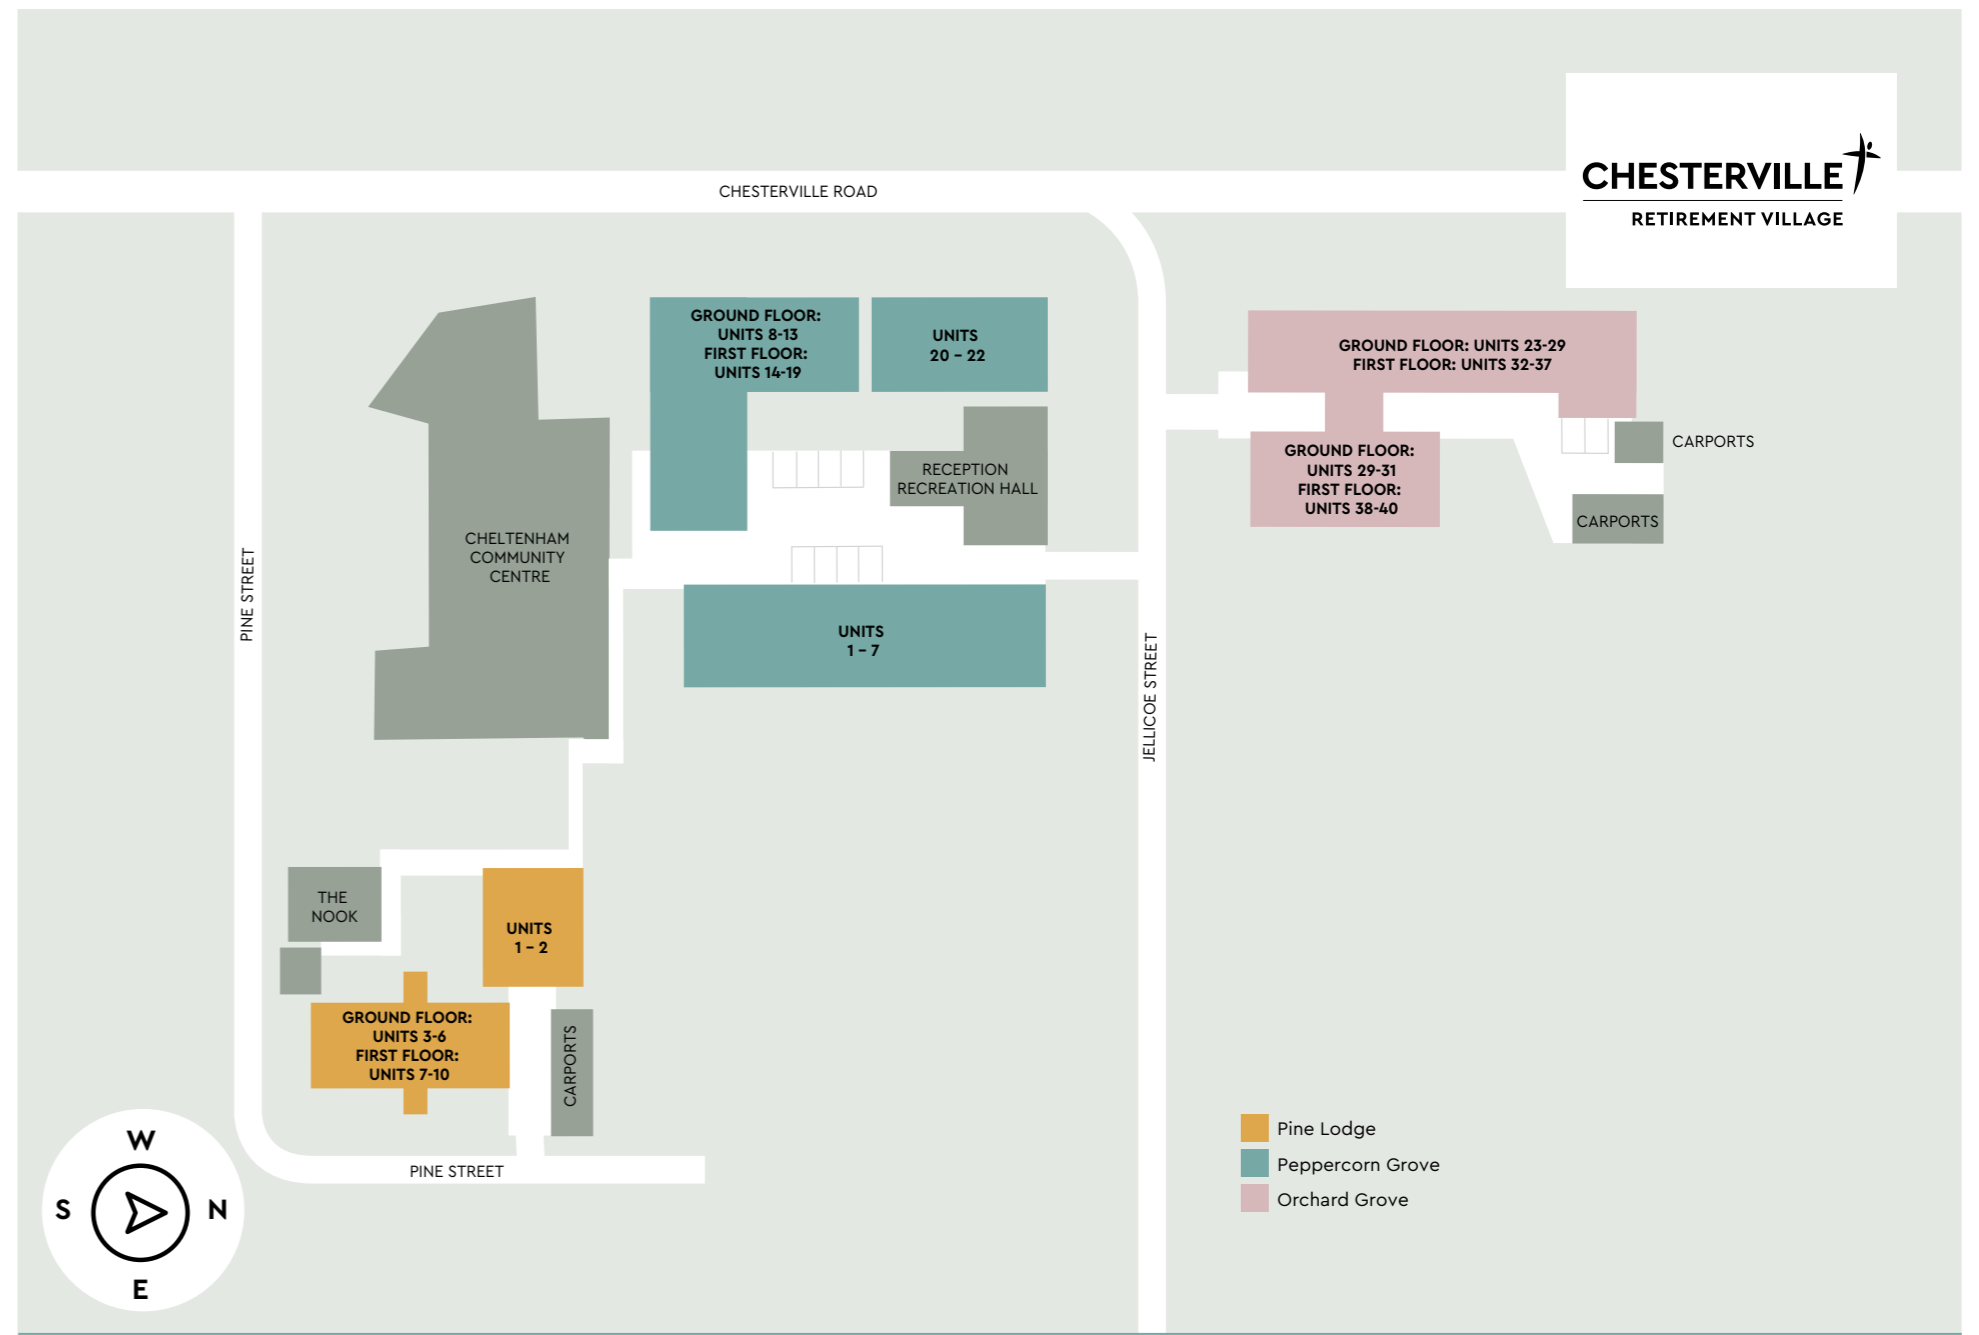 CHESTERVILLE
RETIREMENT VILLAGE
CHESTERVILLE ROAD
GROUND FLOOR:
UNITS 8-13
FIRST FLOOR:
UNITS 14-19
UNITS
20 – 22
GROUND FLOOR: UNITS 23-29
FIRST FLOOR: UNITS 32-37
CARPORTS
GROUND FLOOR:
UNITS 29-31
FIRST FLOOR:
UNITS 38-40
CARPORTS
RECEPTION
RECREATION HALL
CHELTENHAM
COMMUNITY
CENTRE
PINE STREET
UNITS
1 – 7
JELLICOE STREET
THE
NOOK
UNITS
1 – 2
GROUND FLOOR:
UNITS 3-6
FIRST FLOOR:
UNITS 7-10
CARPORTS
PINE STREET
W
S
N
E
Pine Lodge
Peppercorn Grove
Orchard Grove